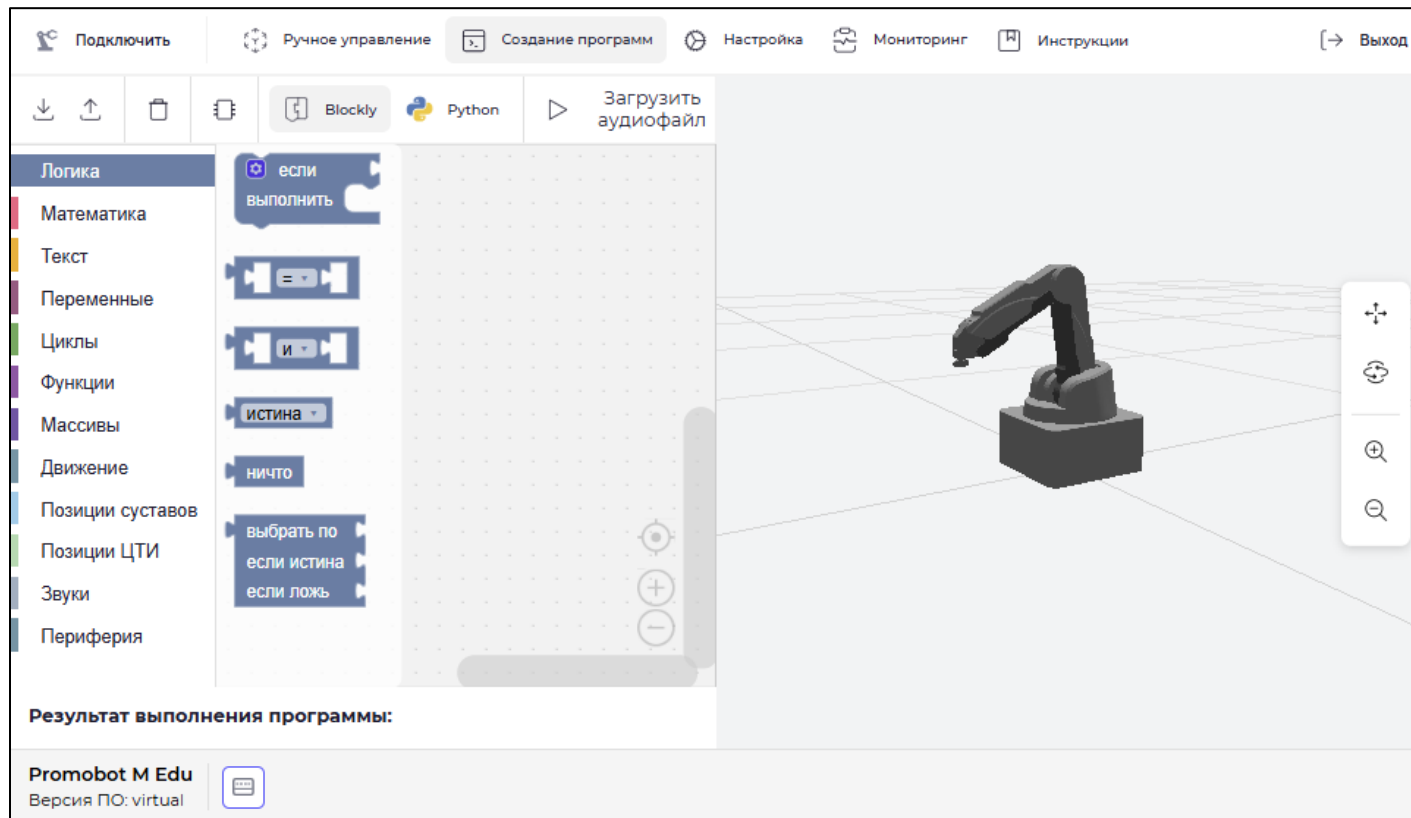 Подключить
Ручное управление
Создание программ
Настройка
Мониторинг
Инструкции
Выход
Blockly
Python
Загрузить
аудиофайл
Логика
Математика
Текст
Переменные
Циклы
Функции
Массивы
Движение
Позиции суставов
Позиции ЦТИ
Звуки
Периферия
если
выполнить
=
и
истина
ничто
выбрать по
если истина
если ложь
Результат выполнения программы:
Promobot M Edu
Версия ПО: virtual